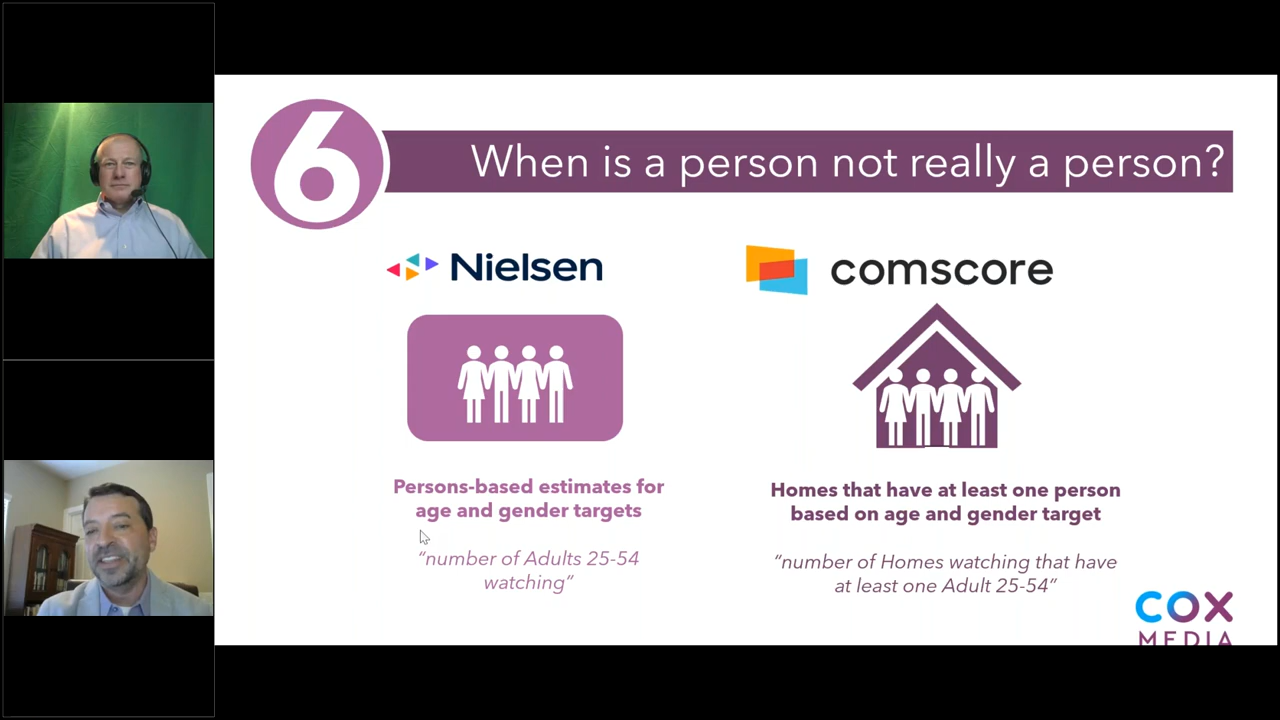 6
When is a person not really a person?
Nielsen
comscore
Persons-based estimates for
age and gender targets
“number of Adults 25-54
watching”
Homes that have at least one person
based on age and gender target
“number of Homes watching that have
at least one Adult 25-54”
COX
MEDIA